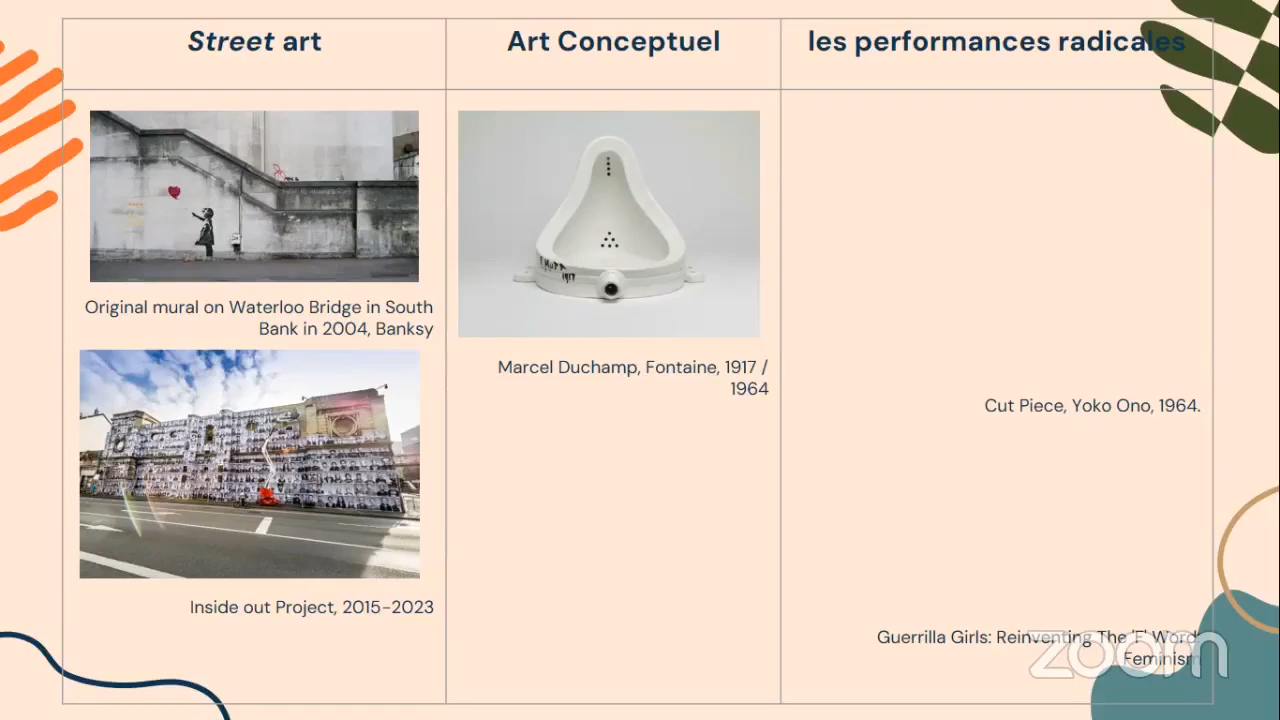 Street art
Art Conceptuel
les performances radicales
Original mural on Waterloo Bridge in South
Bank in 2004, Banksy
Inside out Project, 2015-2023
R. MUTT
1917
Marcel Duchamp, Fontaine, 1917 /
1964
Cut Piece, Yoko Ono, 1964.
Guerrilla Girls: Reinventing The 'F' Word:
Feminism
zoom